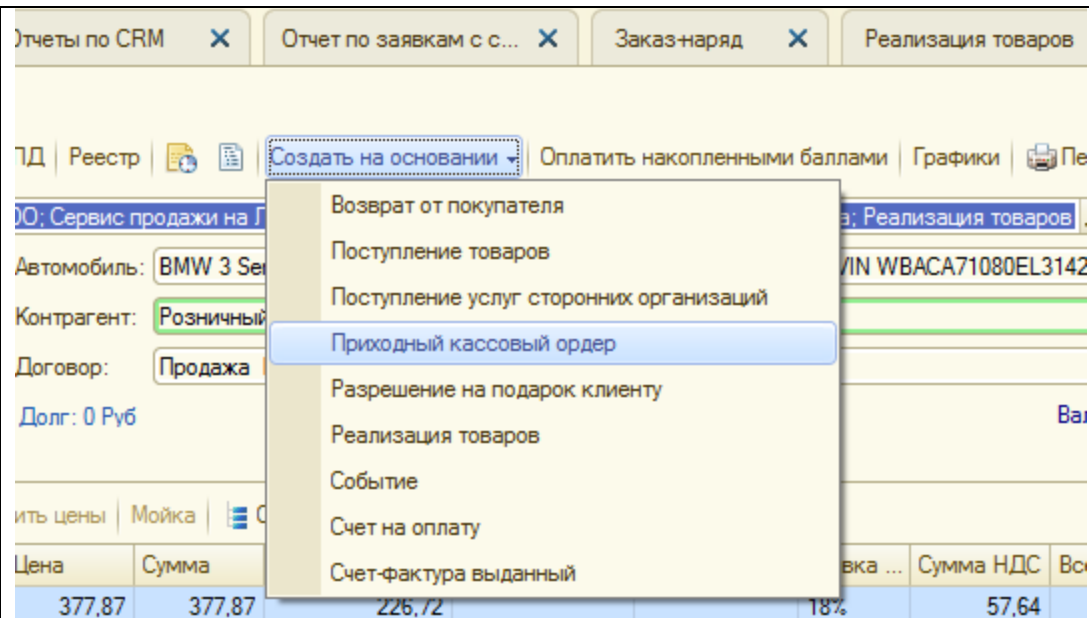 Отчеты по CRM Отчет по заявкам с с... Заказ-наряд Реализация товаров
ПД Реестр Создать на основании Оплатить накопленными баллами Графики
Сервис продажи на Реализация товаров
Возврат от покупателя
Поступление товаров
Автомобиль: BMW 3 VIN WBACA71080EL3142
Поступление услуг сторонних организаций
Контрагент: Розничный
Приходный кассовый ордер
Договор: Продажа
Разрешение на подарок клиенту
Долг: 0 Руб
Реализация товаров
Событие
цены Мойка
Счет на оплату
Цена Сумма Сумма НДС
Счет-фактура выданный
377,87 377,87 226,72 18% 57,64